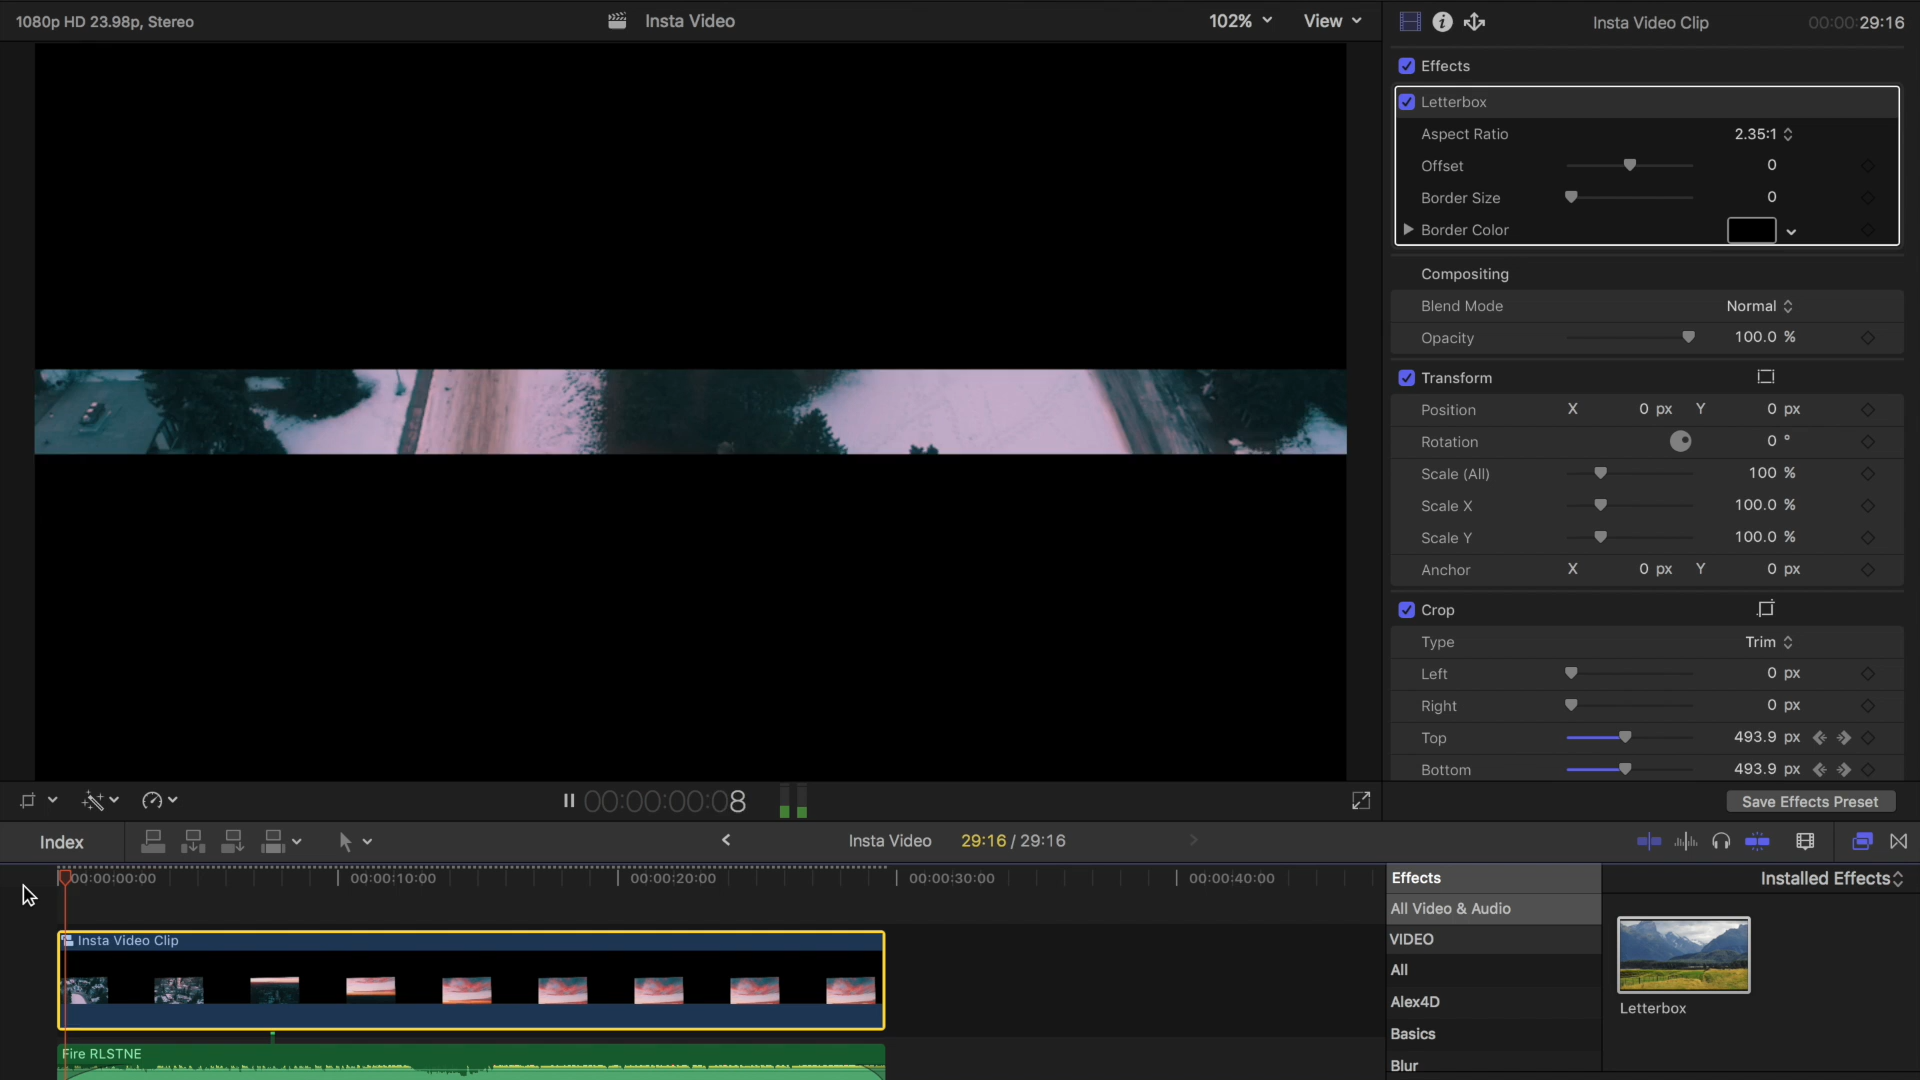 1080p HD 23.98p, Stereo
Insta Video
102%
View
Insta Video Clip
00:00:29:16
Effects
Letterbox
Aspect Ratio
2.35:1
Offset
0
Border Size
0
Border Color
Compositing
Blend Mode
Normal
Opacity
100.0 %
Transform
Position
X 0 px Y 0 px
Rotation
0 °
Scale (All)
100 %
Scale X
100.0 %
Scale Y
100.0 %
Anchor
X 0 px Y 0 px
Crop
Type
Trim
Left
0 px
Right
0 px
Top
493.9 px
Bottom
493.9 px
Save Effects Preset
00:00:00:08
Index
Insta Video
29:16 / 29:16
00:00:00:00
00:00:10:00
00:00:20:00
00:00:30:00
00:00:40:00
Insta Video Clip
Fire RLSTNE
Effects
Installed Effects
All Video & Audio
VIDEO
All
Alex4D
Basics
Blur
Letterbox